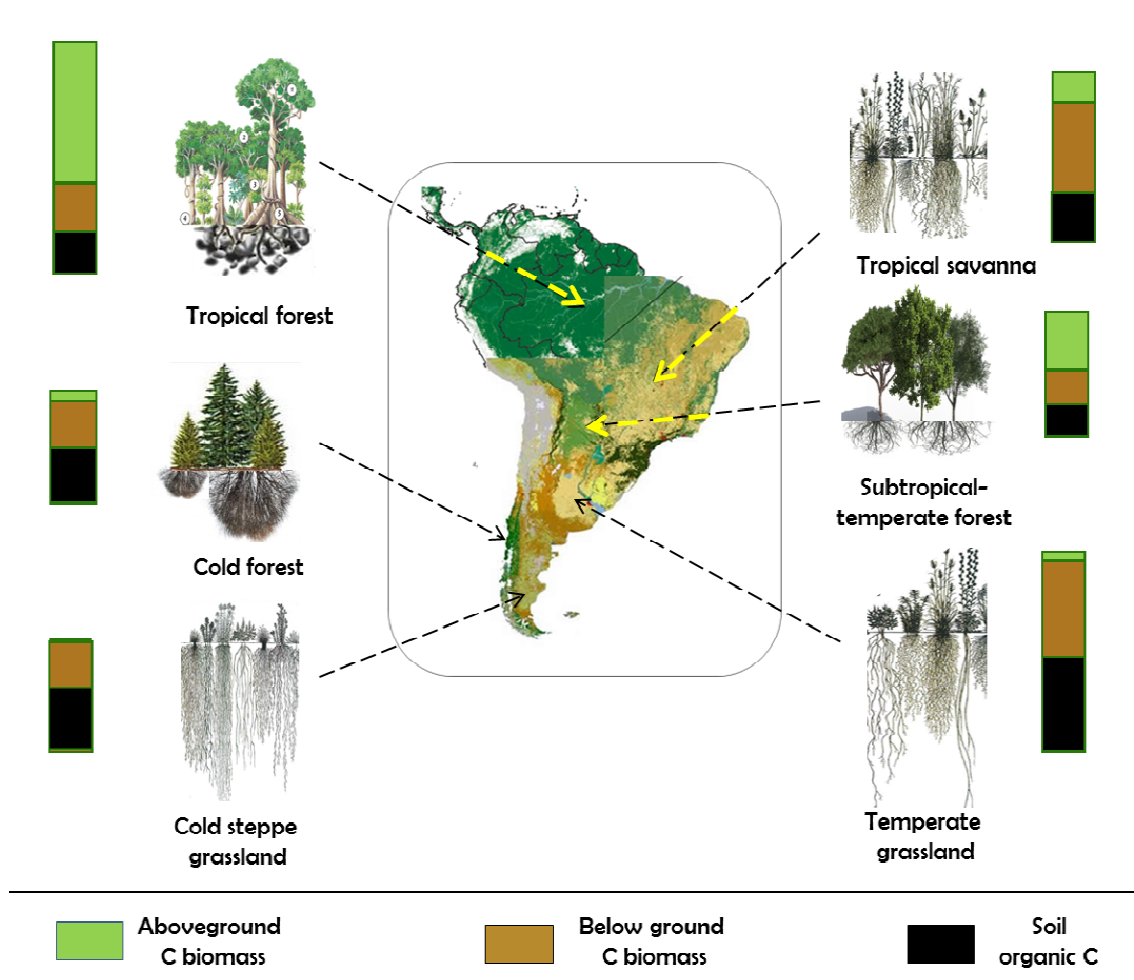 Tropical forest
Tropical savanna
Cold forest
Subtropical-
temperate forest
Cold steppe
grassland
Temperate
grassland
Aboveground
C biomass
Below ground
C biomass
Soil
organic C